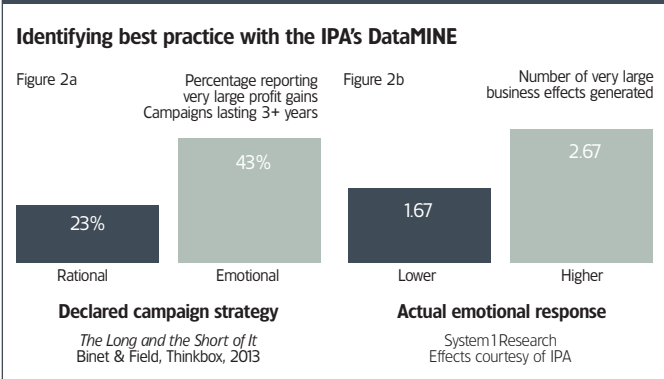 Identifying best practice with the IPA's DataMINE
Figure 2a
Percentage reporting
very large profit gains
Campaigns lasting 3+ years
43%
23%
Rational
Emotional
Declared campaign strategy
The Long and the Short of It
Binet & Field, Thinkbox, 2013
Figure 2b
Number of very large
business effects generated
2.67
1.67
Lower
Higher
Actual emotional response
System1 Research
Effects courtesy of IPA